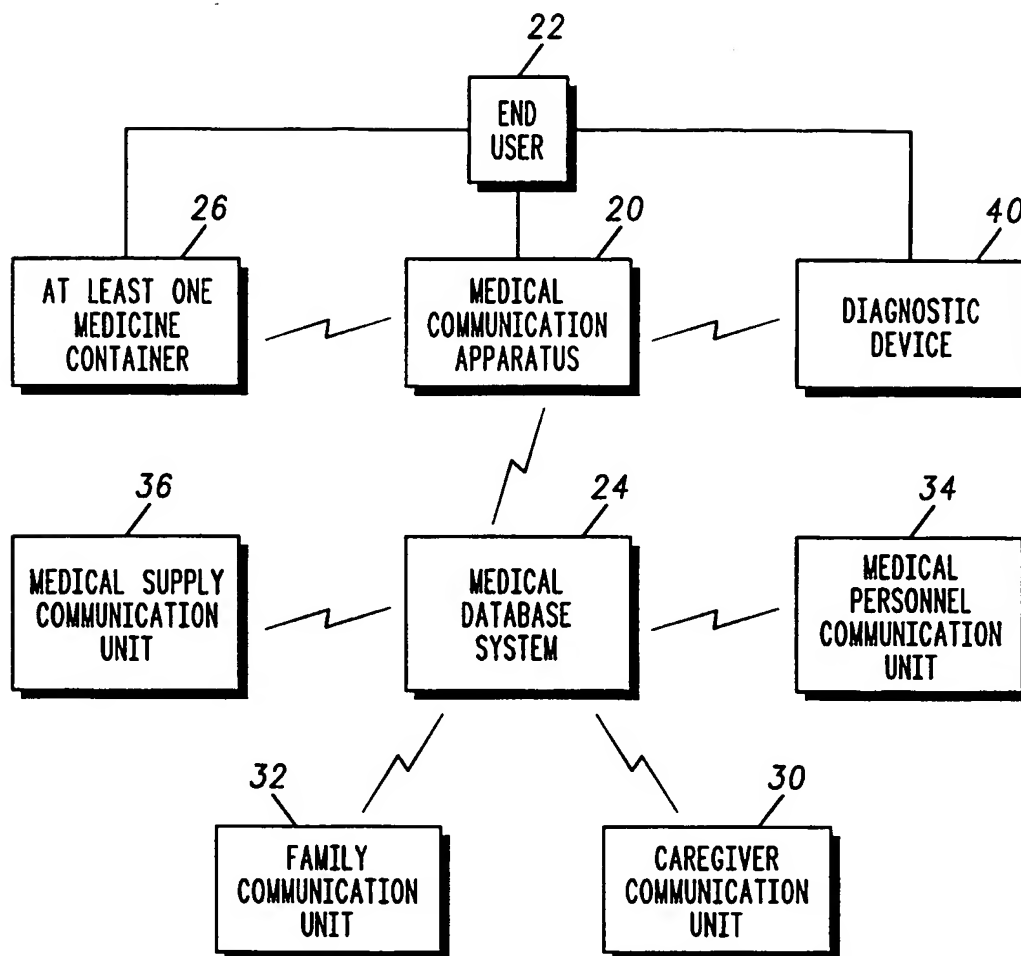 22
END
USER
26
20
40
AT LEAST ONE
MEDICINE
CONTAINER
MEDICAL
COMMUNICATION
APPARATUS
DIAGNOSTIC
DEVICE
36
24
34
MEDICAL SUPPLY
COMMUNICATION
UNIT
MEDICAL
DATABASE
SYSTEM
MEDICAL
PERSONNEL
COMMUNICATION
UNIT
32
30
FAMILY
COMMUNICATION
UNIT
CAREGIVER
COMMUNICATION
UNIT